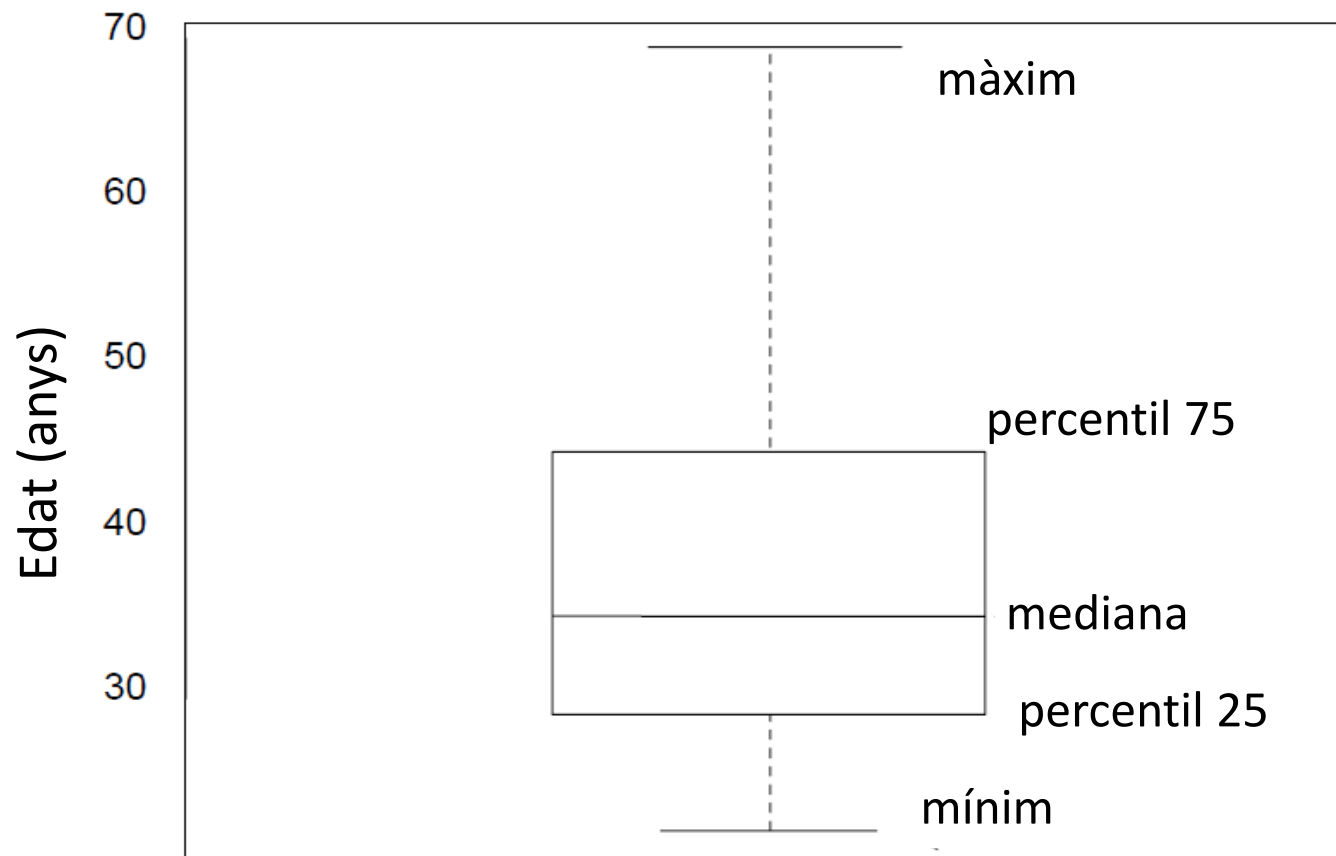 70
màxim
60
50
percentil 75
Edat (anys)
40
mediana
30
percentil 25
mínim